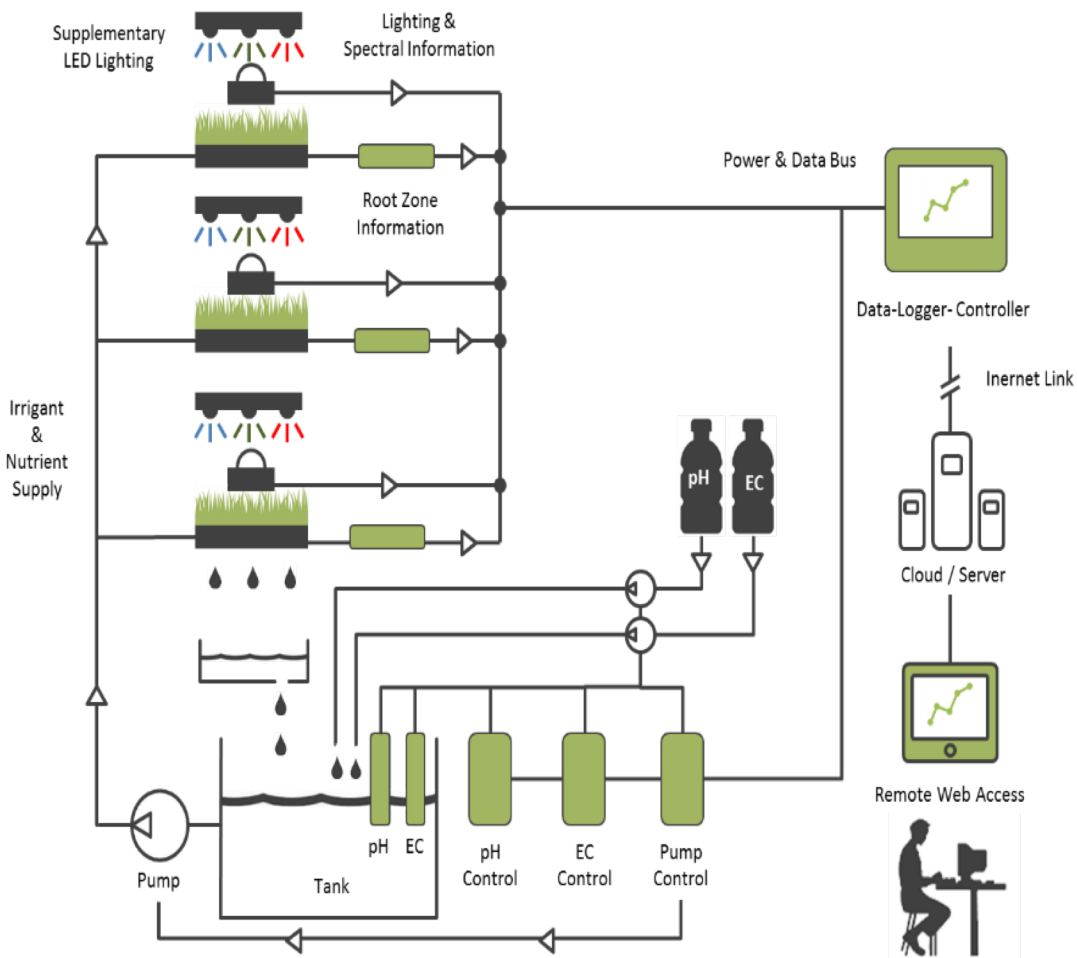 Supplementary
LED Lighting
Lighting &
Spectral Information
Power & Data Bus
Root Zone
Information
Data-Logger- Controller
Inernet Link
Irrigant
&
Nutrient
Supply
pH
EC
Cloud / Server
Remote Web Access
pH
EC
pH
Control
EC
Control
Pump
Control
Pump
Tank